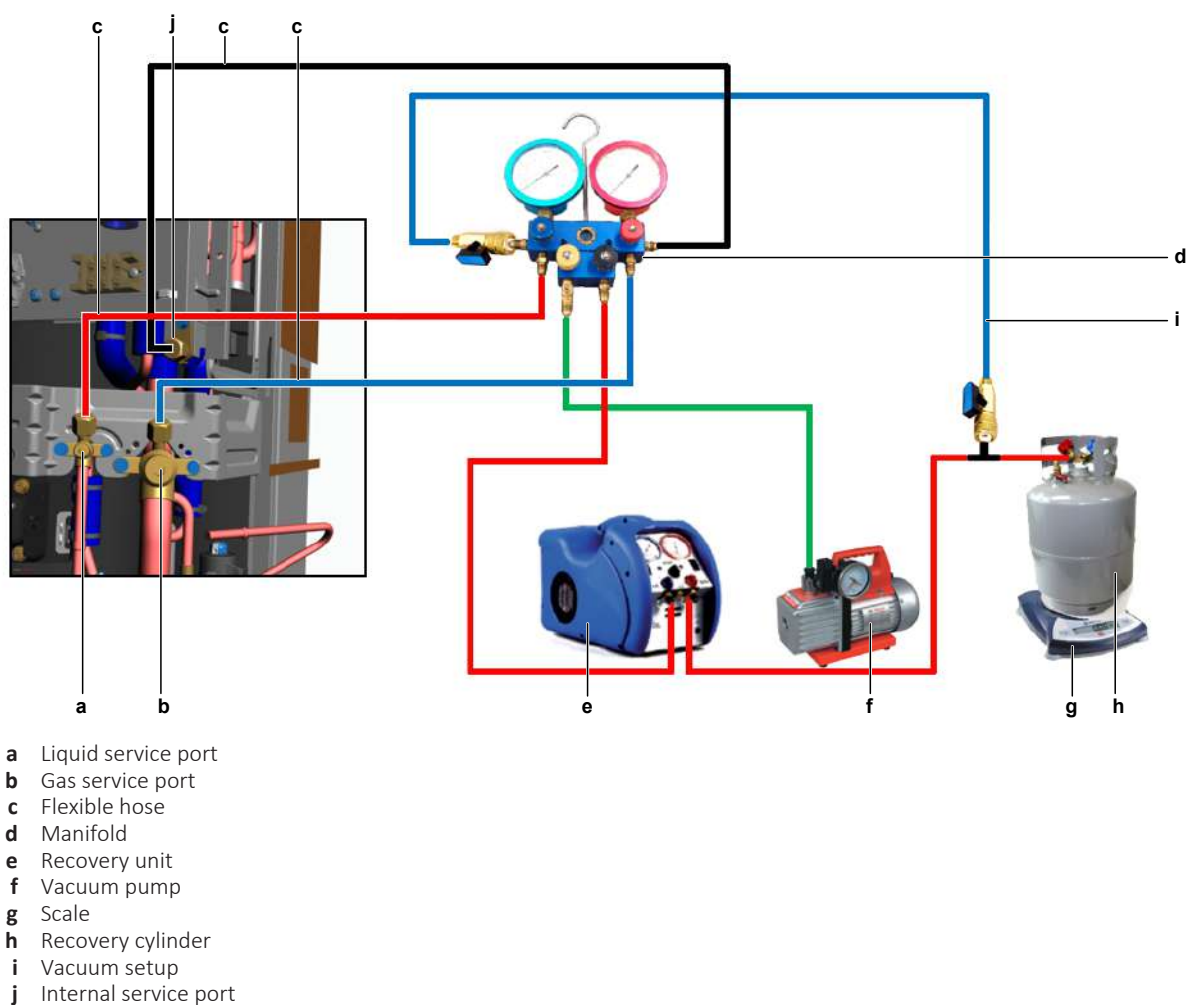 c j c c
d
i
a b e f g h
a Liquid service port
b Gas service port
c Flexible hose
d Manifold
e Recovery unit
f Vacuum pump
g Scale
h Recovery cylinder
i Vacuum setup
j Internal service port